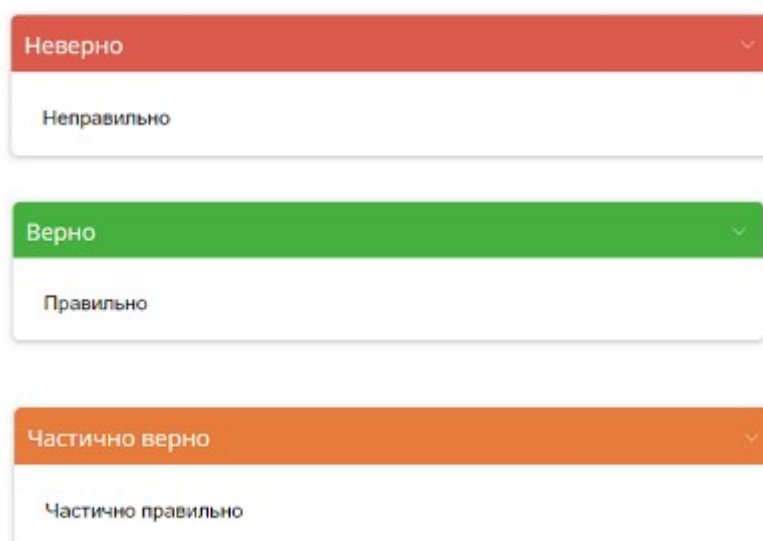 Неверно
Неправильно
Верно
Правильно
Частично верно
Частично правильно